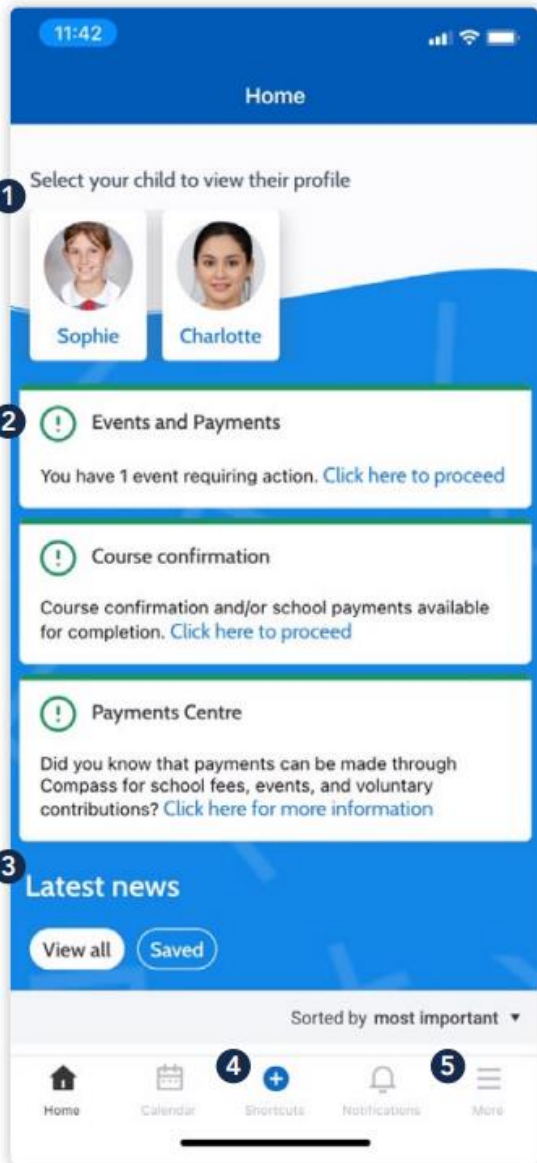 11:42
Home
1
Select your child to view their profile
Sophie Charlotte
2
Events and Payments
You have 1 event requiring action. Click here to proceed
Course confirmation
Course confirmation and/or school payments available
for completion. Click here to proceed
Payments Centre
Did you know that payments can be made through
Compass for school fees, events, and voluntary
contributions? Click here for more information
3
Latest news
View all Saved
Sorted by most important
4 5
Home Calendar Shortcuts Notifications More